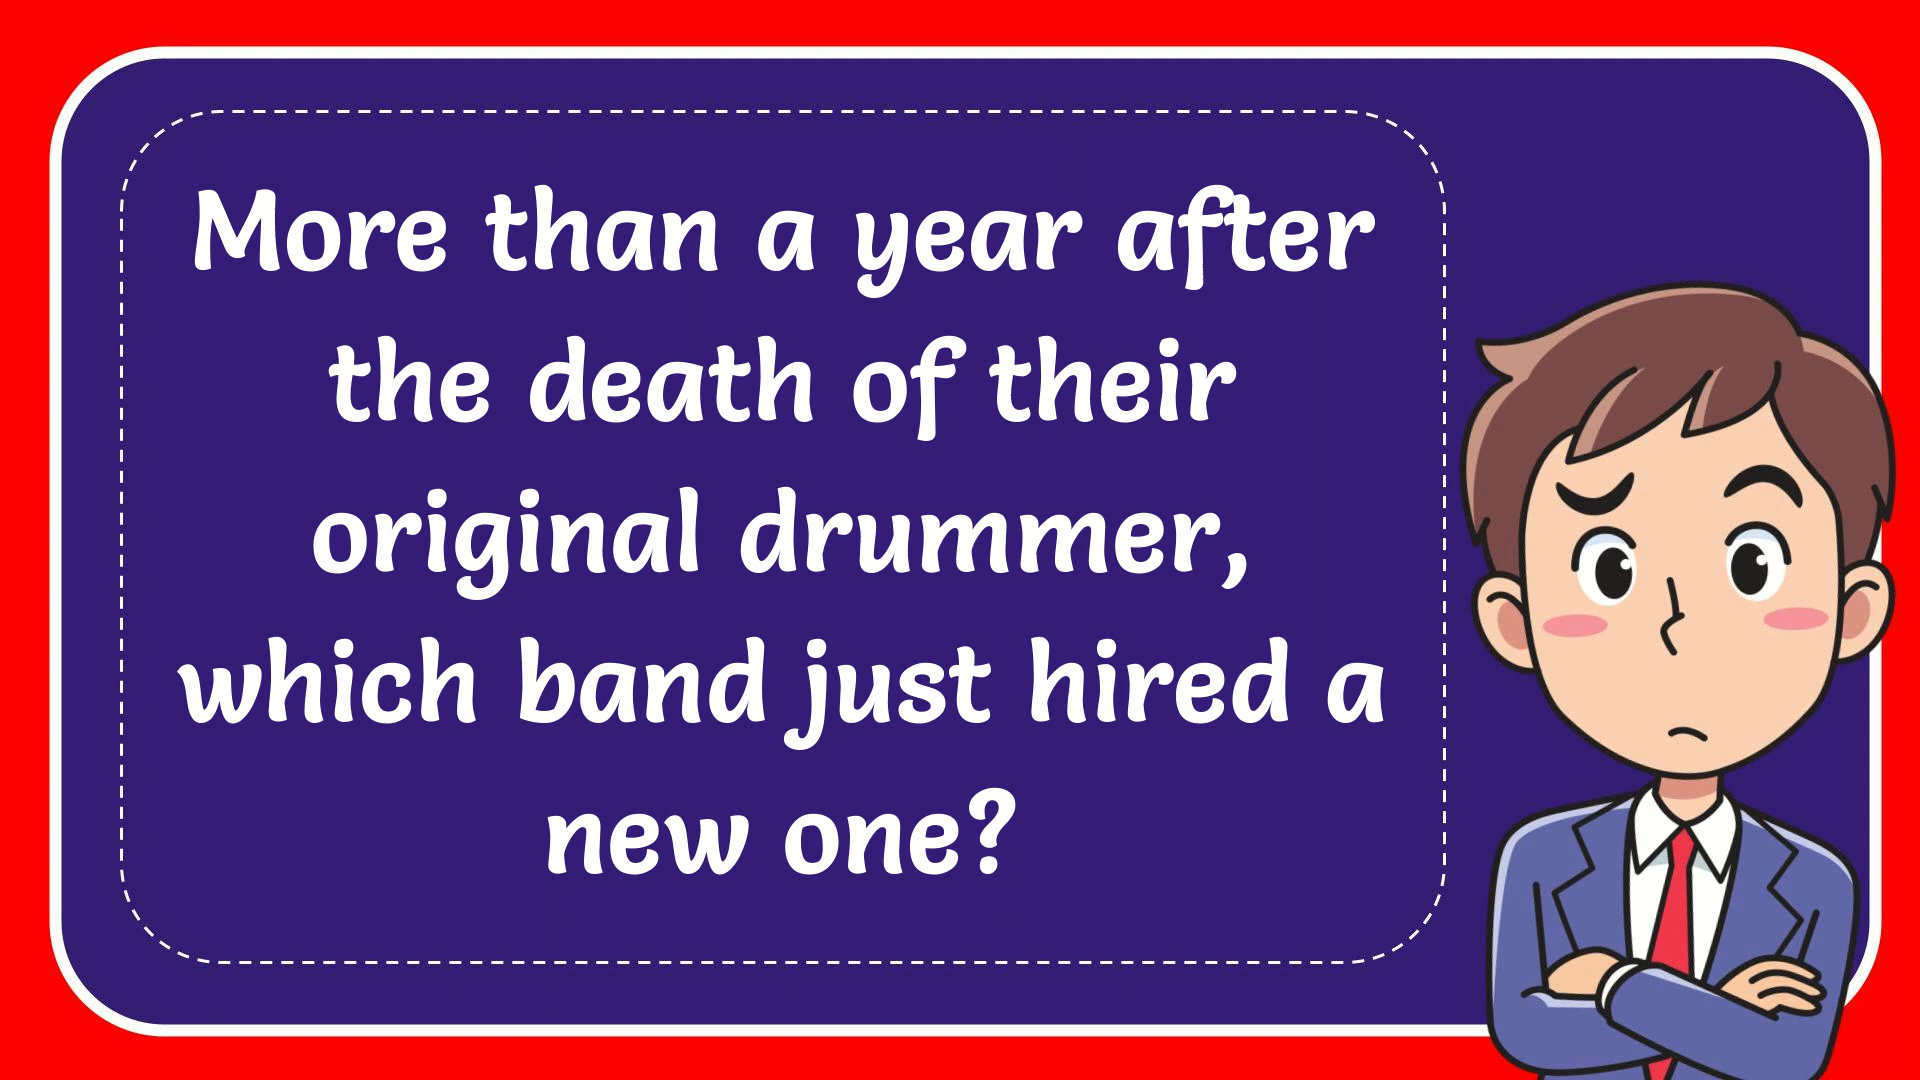 More than a year after
the death of their
original drummer,
which band just hired a
new one?